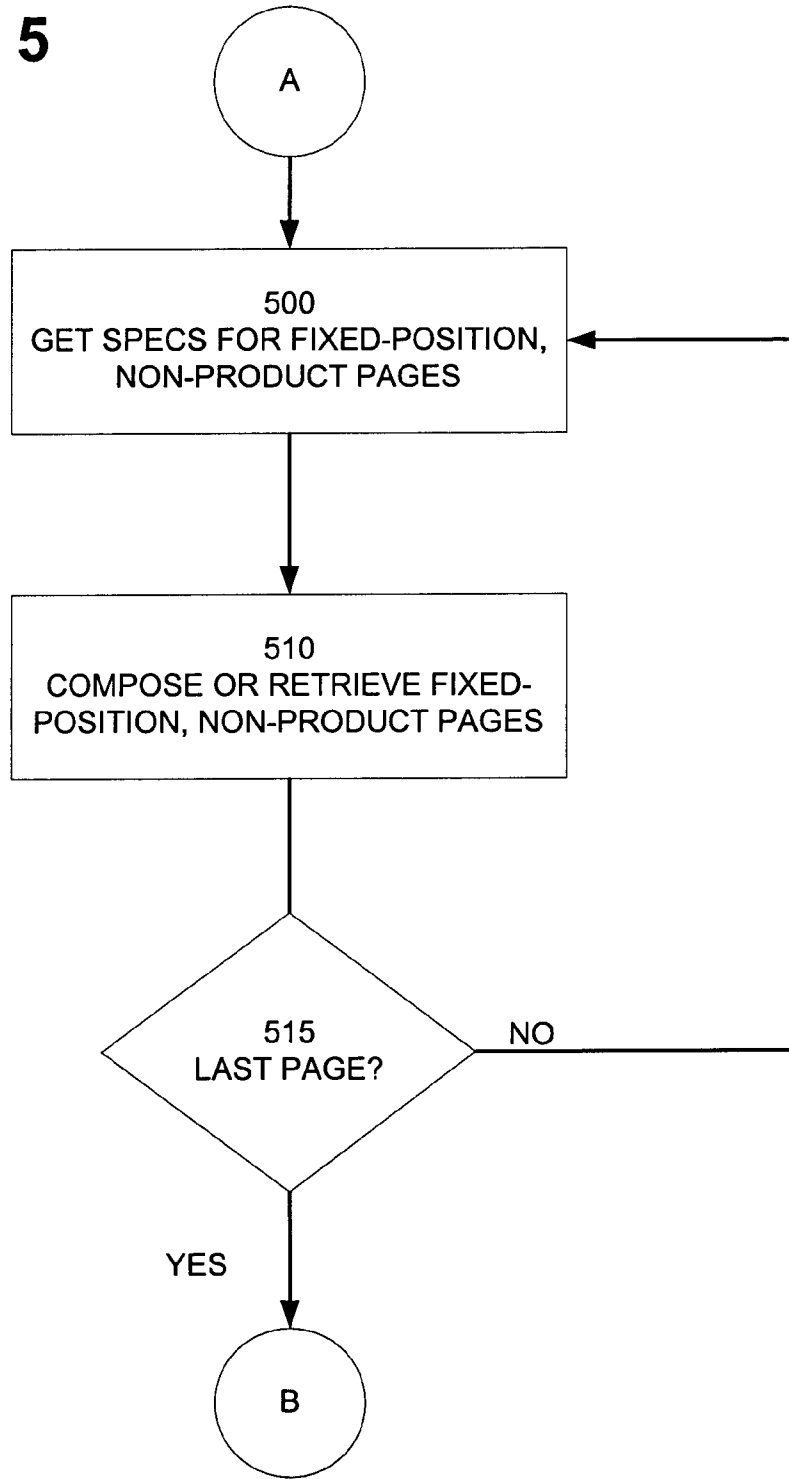 5
A
500
GET SPECS FOR FIXED-POSITION,
NON-PRODUCT PAGES
510
COMPOSE OR RETRIEVE FIXED-
POSITION, NON-PRODUCT PAGES
515
LAST PAGE?
NO
YES
B